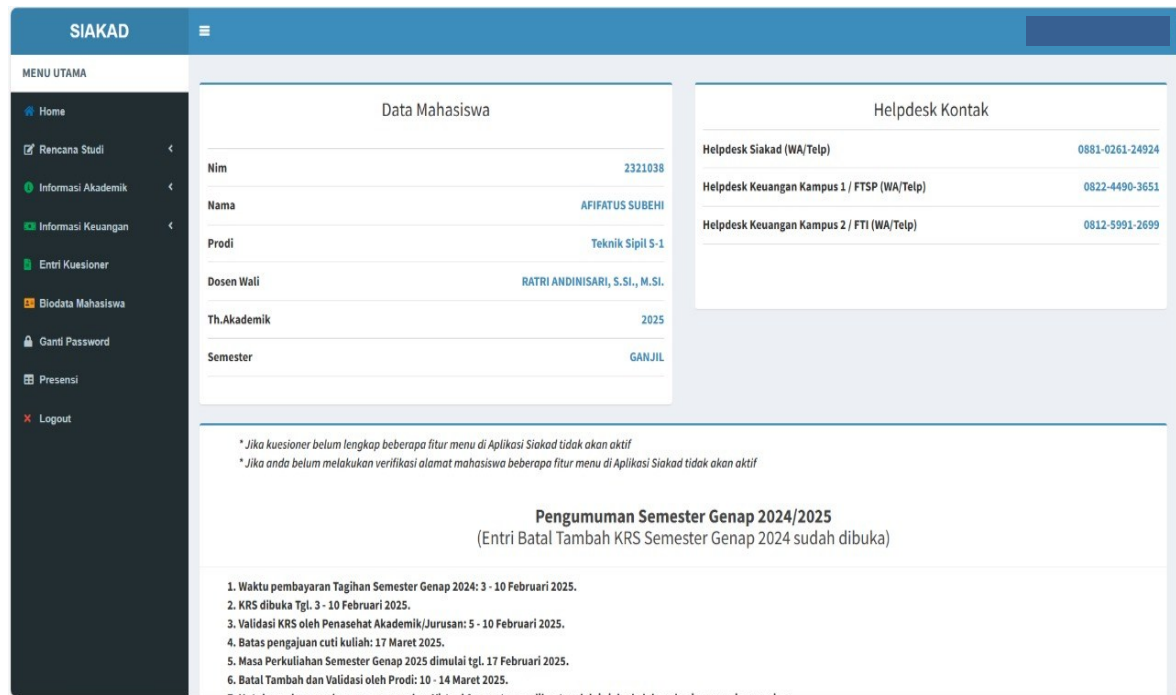 SIAKAD
MENU UTAMA
Home
Rencana Studi
Informasi Akademik
Informasi Keuangan
Entri Kuesioner
Biodata Mahasiswa
Ganti Password
Presensi
Logout
Data Mahasiswa
Nim 2321038
Nama AFIFATUS SUBEHI
Prodi Teknik Sipil S-1
Dosen Wali RATRI ANDINISARI, S.SI., M.SI.
Th.Akademik 2025
Semester GANJIL
Helpdesk Kontak
Helpdesk Siakad (WA/Telp) 0881-0261-24924
Helpdesk Keuangan Kampus 1 / FTSP (WA/Telp) 0822-4490-3651
Helpdesk Keuangan Kampus 2 / FTI (WA/Telp) 0812-5991-2699
* Jika kuesioner belum lengkap beberapa fitur menu di Aplikasi Siakad tidak akan aktif
* Jika anda belum melakukan verifikasi alamat mahasiswa beberapa fitur menu di Aplikasi Siakad tidak akan aktif
Pengumuman Semester Genap 2024/2025
(Entri Batal Tambah KRS Semester Genap 2024 sudah dibuka)
1. Waktu pembayaran Tagihan Semester Genap 2024: 3 - 10 Februari 2025.
2. KRS dibuka Tgl. 3 - 10 Februari 2025.
3. Validasi KRS oleh Penasehat Akademik/Jurusan: 5 - 10 Februari 2025.
4. Batas pengajuan cuti kuliah: 17 Maret 2025.
5. Masa Perkuliahan Semester Genap 2025 dimulai tgl. 17 Februari 2025.
6. Batal Tambah dan Validasi oleh Prodi: 10 - 14 Maret 2025.